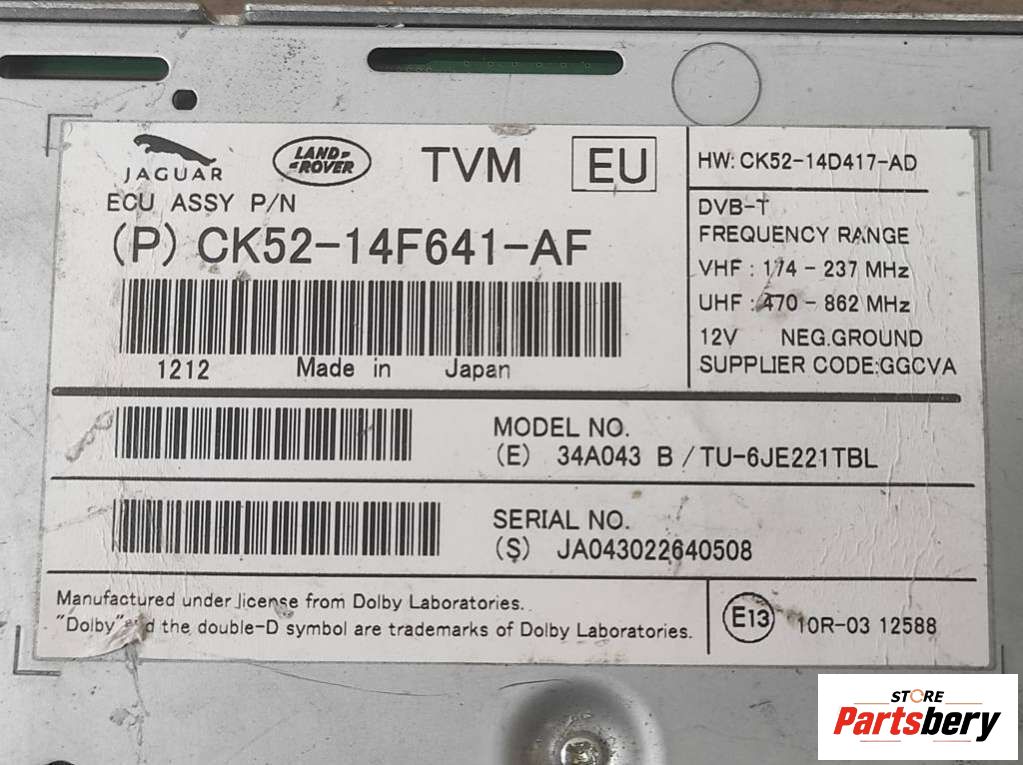 JAGUAR
LAND ROVER
TVM
EU
ECU ASSY P/N
(P) CK52-14F641-AF
1212 Made in Japan
HW: CK52-14D417-AD
DVB-T
FREQUENCY RANGE
VHF : 174 - 237 MHz
UHF : 470 - 862 MHz
12V NEG.GROUND
SUPPLIER CODE:GGCVA
MODEL NO.
(E) 34A043 B / TU-6JE221TBL
SERIAL NO.
(S) JA043022640508
Manufactured under license from Dolby Laboratories.
"Dolby" and the double-D symbol are trademarks of Dolby Laboratories.
E13 10R-03 12588
STORE
Partsbery